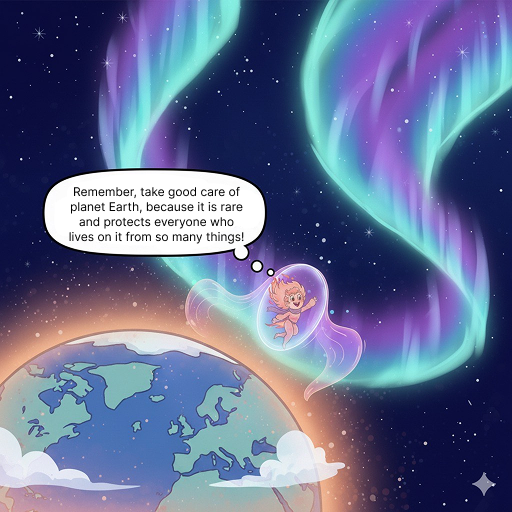 Remember, take good care of
planet Earth, because it is rare
and protects everyone who
lives on it from so many things!